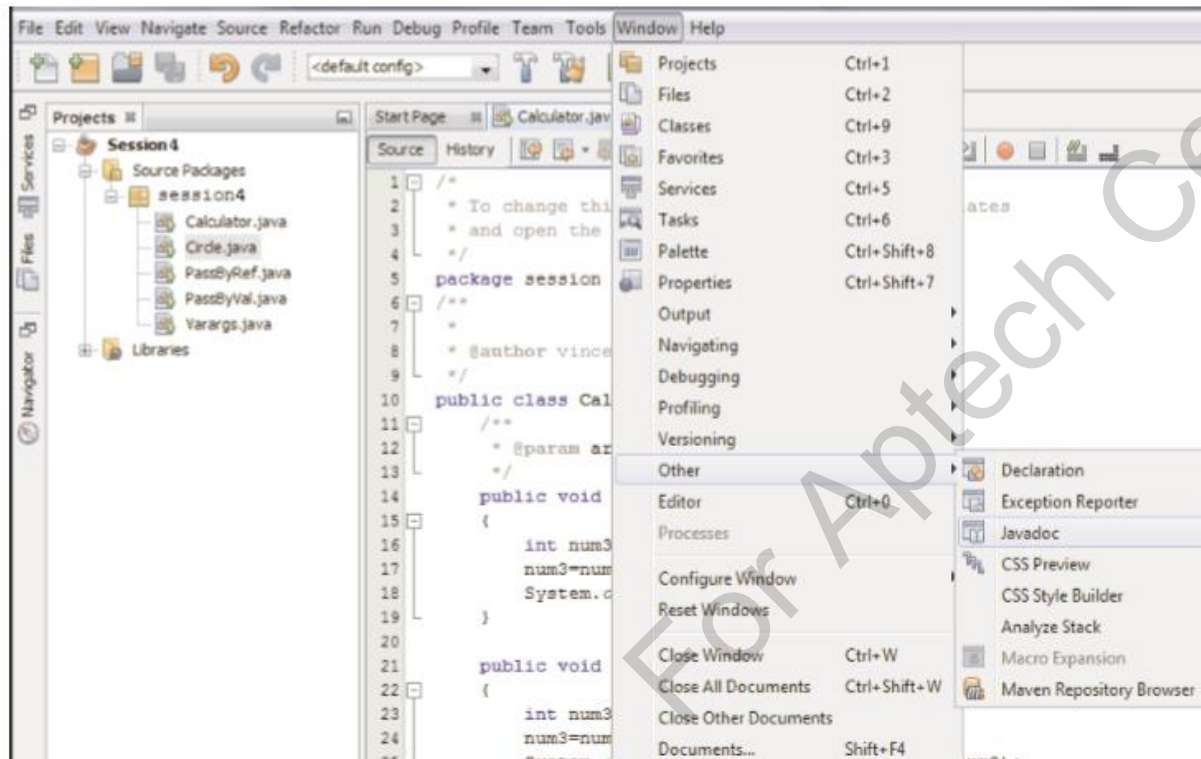 File Edit View Navigate Source Refactor Run Debug Profile Team Tools Window Help
<default config>
Projects
Session4
Source Packages
session4
Calculator.java
Circle.java
PassByRef.java
PassByVal.java
Varargs.java
Libraries
Services
Files
Navigator
Start Page Calculator.jav
Source History
1 /*
2 * To change thi ates
3 * and open the
4 */
5 package session
6 /**
7 *
8 * @author vince
9 */
10 public class Cal
11 /**
12 * @param ar
13 */
14 public void
15 {
16 int num3
17 num3=num
18 System.o
19 }
20
21 public void
22 {
23 int num3
24 num3=num
Projects Ctrl+1
Files Ctrl+2
Classes Ctrl+9
Favorites Ctrl+3
Services Ctrl+5
Tasks Ctrl+6
Palette Ctrl+Shift+8
Properties Ctrl+Shift+7
Output
Navigating
Debugging
Profiling
Versioning
Other
Editor Ctrl+0
Processes
Configure Window
Reset Windows
Close Window Ctrl+W
Close All Documents Ctrl+Shift+W
Close Other Documents
Documents... Shift+F4
Declaration
Exception Reporter
Javadoc
CSS Preview
CSS Style Builder
Analyze Stack
Macro Expansion
Maven Repository Browser
For Aptech Ce